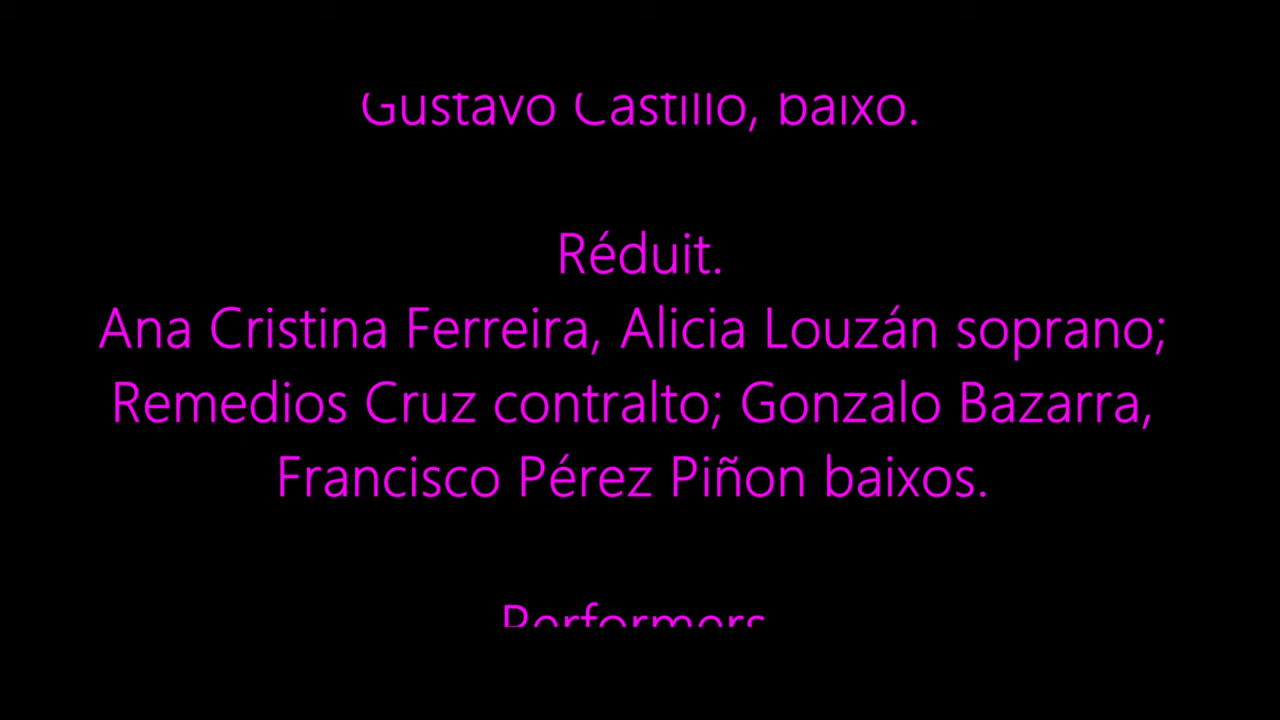 Gustavo Castillo, baixo.
Réduit.
Ana Cristina Ferreira, Alicia Louzán soprano;
Remedios Cruz contralto; Gonzalo Bazarra,
Francisco Pérez Piñon baixos.
Performers